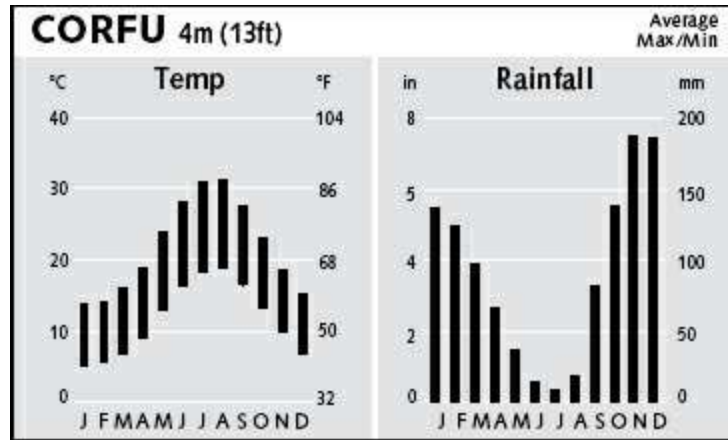 CORFU 4m (13ft)
Average
Max/Min
Temp
°C
°F
40
104
30
86
20
68
10
50
0
32
J F M A M J J A S O N D
Rainfall
in
mm
8
200
5
150
4
100
2
50
0
0
J F M A M J J A S O N D